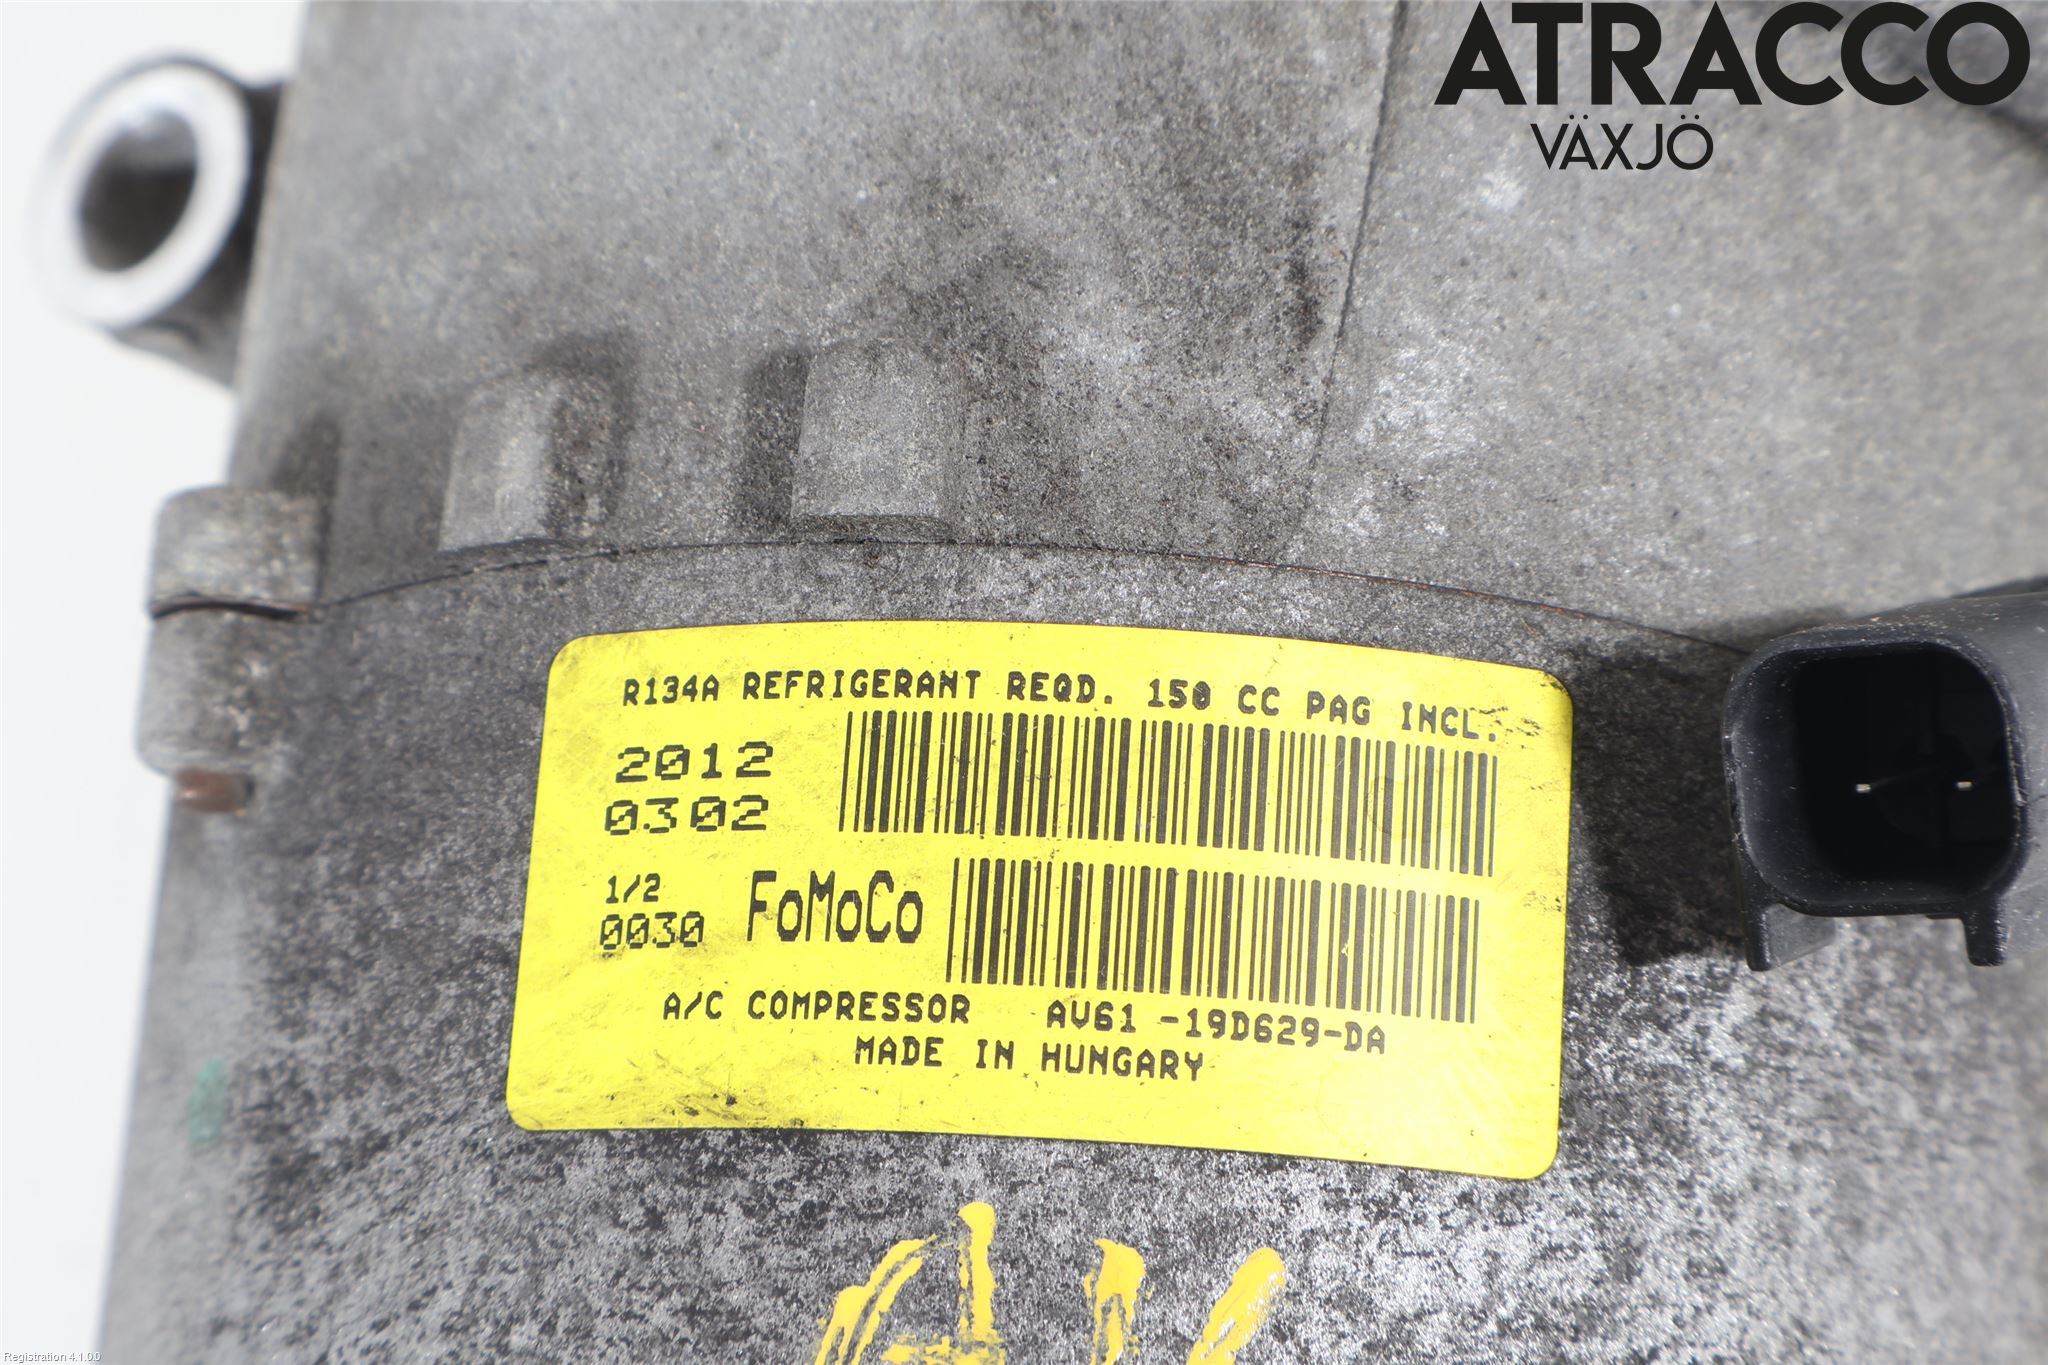 ATRACCO
VÄXJÖ
R134A REFRIGERANT REQD. 150 CC PAG INCL.
2012
0302
1/2
0030 FoMoCo
A/C COMPRESSOR AV61 -19D629-DA
MADE IN HUNGARY
Registration 4.1.0.0